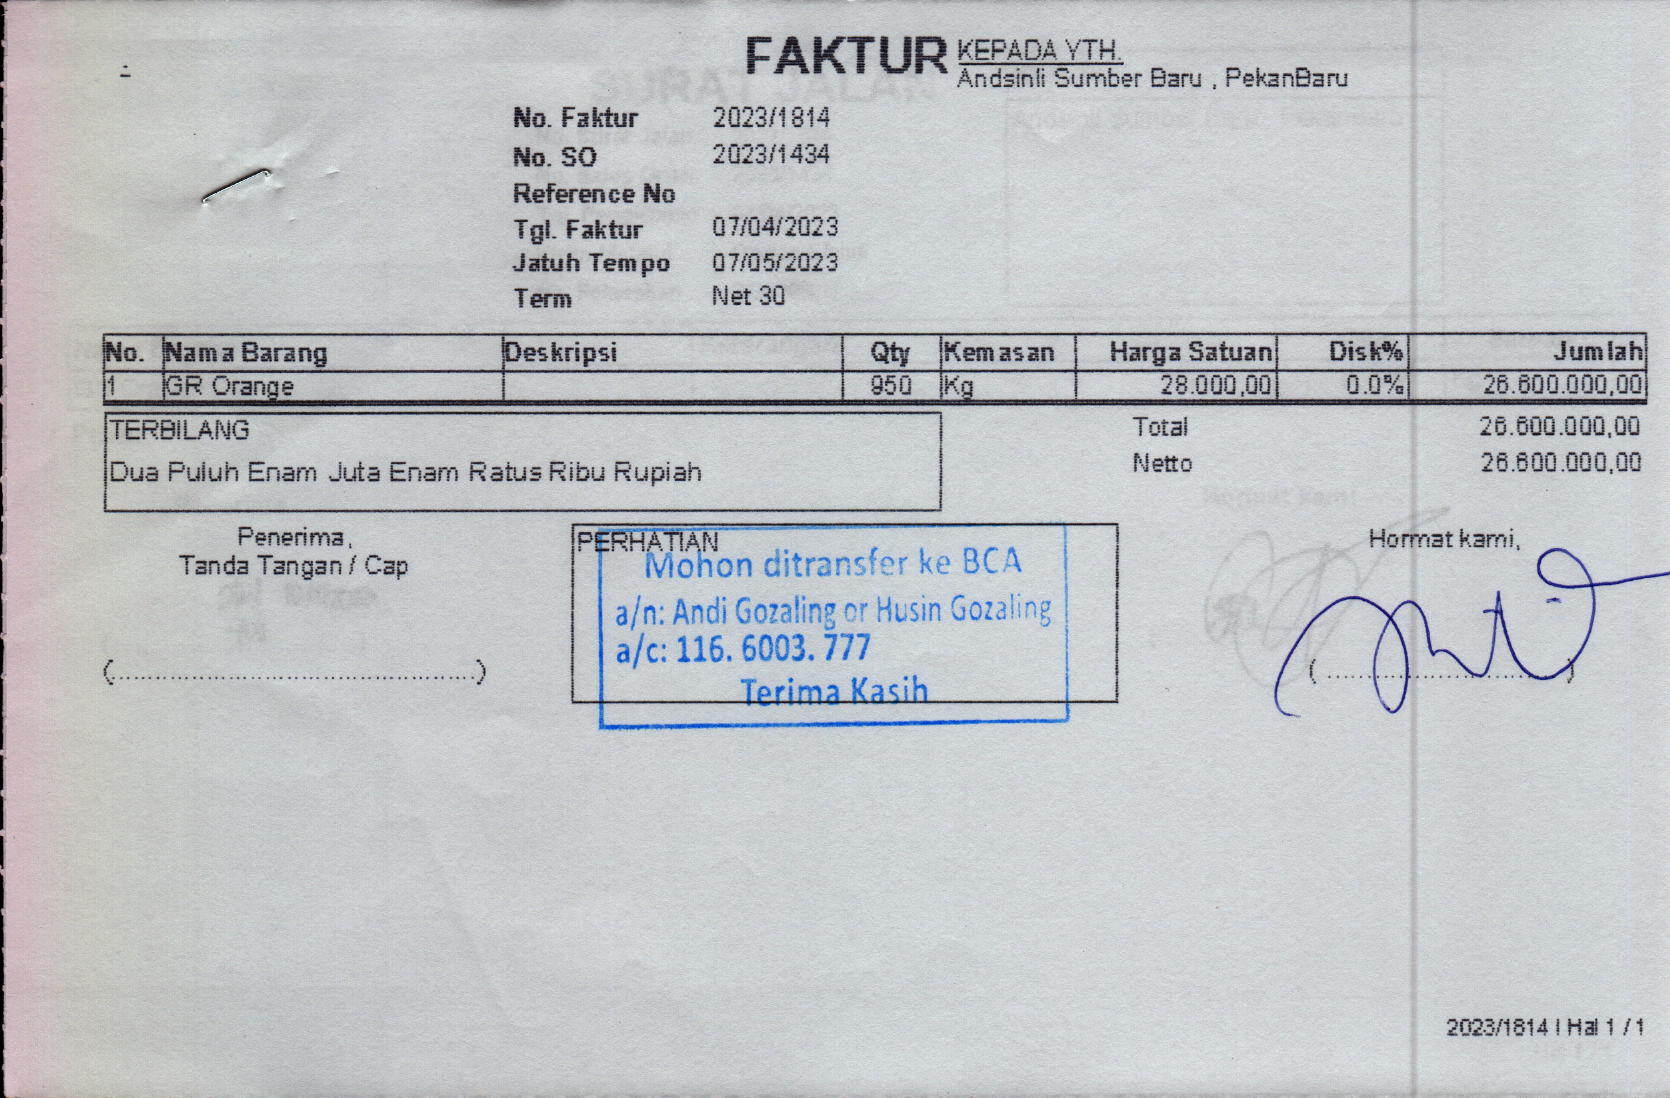 FAKTUR
KEPADA YTH.
Andsinli Sumber Baru , PekanBaru
No. Faktur 2023/1814
No. SO 2023/1434
Reference No
Tgl. Faktur 07/04/2023
Jatuh Tempo 07/05/2023
Term Net 30
No. Nama Barang Deskripsi Qty Kemasan Harga Satuan Disk% Jumlah
1 GR Orange 950 Kg 28.000,00 0.0% 26.600.000,00
TERBILANG
Dua Puluh Enam Juta Enam Ratus Ribu Rupiah
Total 26.600.000,00
Netto 26.600.000,00
Penerima,
Tanda Tangan / Cap
(............................................)
PERHATIAN
Mohon ditransfer ke BCA
a/n: Andi Gozaling or Husin Gozaling
a/c: 116. 6003. 777
Terima Kasih
Hormat kami,
2023/1814 | Hal 1 / 1